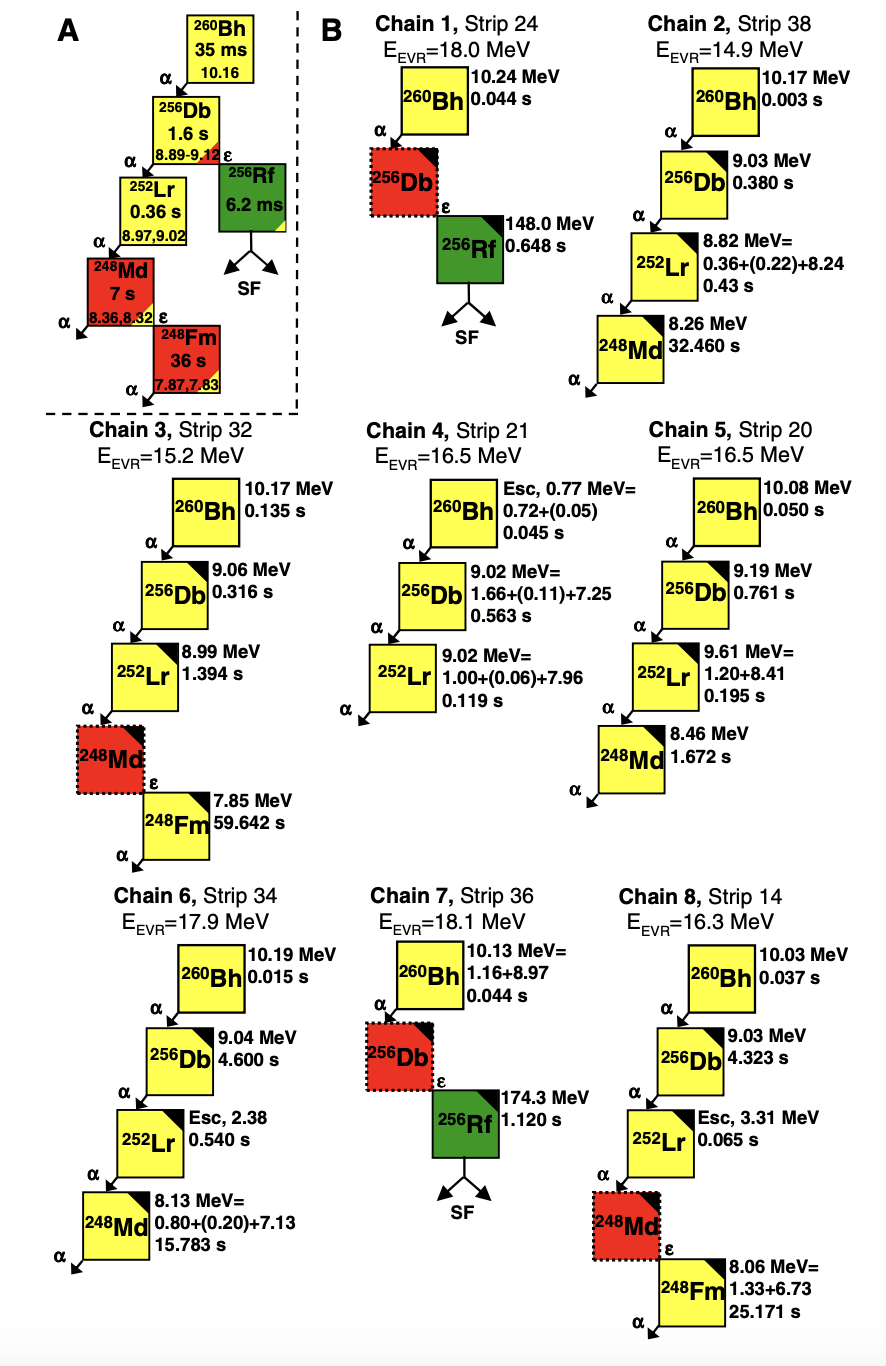 A
²⁶⁰Bh
35 ms
10.16
α
²⁵⁶Db
1.6 s
8.89-9.12
ε
α
²⁵²Lr
0.36 s
8.97,9.02
²⁵⁶Rf
6.2 ms
SF
α
²⁴⁸Md
7 s
8.36,8.32
ε
α
²⁴⁸Fm
36 s
7.87,7.83
α
B
Chain 1, Strip 24
E_EVR=18.0 MeV
²⁶⁰Bh
10.24 MeV
0.044 s
α
²⁵⁶Db
ε
²⁵⁶Rf
148.0 MeV
0.648 s
SF
Chain 2, Strip 38
E_EVR=14.9 MeV
²⁶⁰Bh
10.17 MeV
0.003 s
α
²⁵⁶Db
9.03 MeV
0.380 s
α
²⁵²Lr
8.82 MeV=
0.36+(0.22)+8.24
0.43 s
α
²⁴⁸Md
8.26 MeV
32.460 s
α
Chain 3, Strip 32
E_EVR=15.2 MeV
²⁶⁰Bh
10.17 MeV
0.135 s
α
²⁵⁶Db
9.06 MeV
0.316 s
α
²⁵²Lr
8.99 MeV
1.394 s
α
²⁴⁸Md
ε
²⁴⁸Fm
7.85 MeV
59.642 s
α
Chain 4, Strip 21
E_EVR=16.5 MeV
²⁶⁰Bh
Esc, 0.77 MeV=
0.72+(0.05)
0.045 s
α
²⁵⁶Db
9.02 MeV=
1.66+(0.11)+7.25
0.563 s
α
²⁵²Lr
9.02 MeV=
1.00+(0.06)+7.96
0.119 s
α
Chain 5, Strip 20
E_EVR=16.5 MeV
²⁶⁰Bh
10.08 MeV
0.050 s
α
²⁵⁶Db
9.19 MeV
0.761 s
α
²⁵²Lr
9.61 MeV=
1.20+8.41
0.195 s
α
²⁴⁸Md
8.46 MeV
1.672 s
α
Chain 6, Strip 34
E_EVR=17.9 MeV
²⁶⁰Bh
10.19 MeV
0.015 s
α
²⁵⁶Db
9.04 MeV
4.600 s
α
²⁵²Lr
Esc, 2.38
0.540 s
α
²⁴⁸Md
8.13 MeV=
0.80+(0.20)+7.13
15.783 s
α
Chain 7, Strip 36
E_EVR=18.1 MeV
²⁶⁰Bh
10.13 MeV=
1.16+8.97
0.044 s
α
²⁵⁶Db
ε
²⁵⁶Rf
174.3 MeV
1.120 s
SF
Chain 8, Strip 14
E_EVR=16.3 MeV
²⁶⁰Bh
10.03 MeV
0.037 s
α
²⁵⁶Db
9.03 MeV
4.323 s
α
²⁵²Lr
Esc, 3.31 MeV
0.065 s
α
²⁴⁸Md
ε
²⁴⁸Fm
8.06 MeV=
1.33+6.73
25.171 s
α